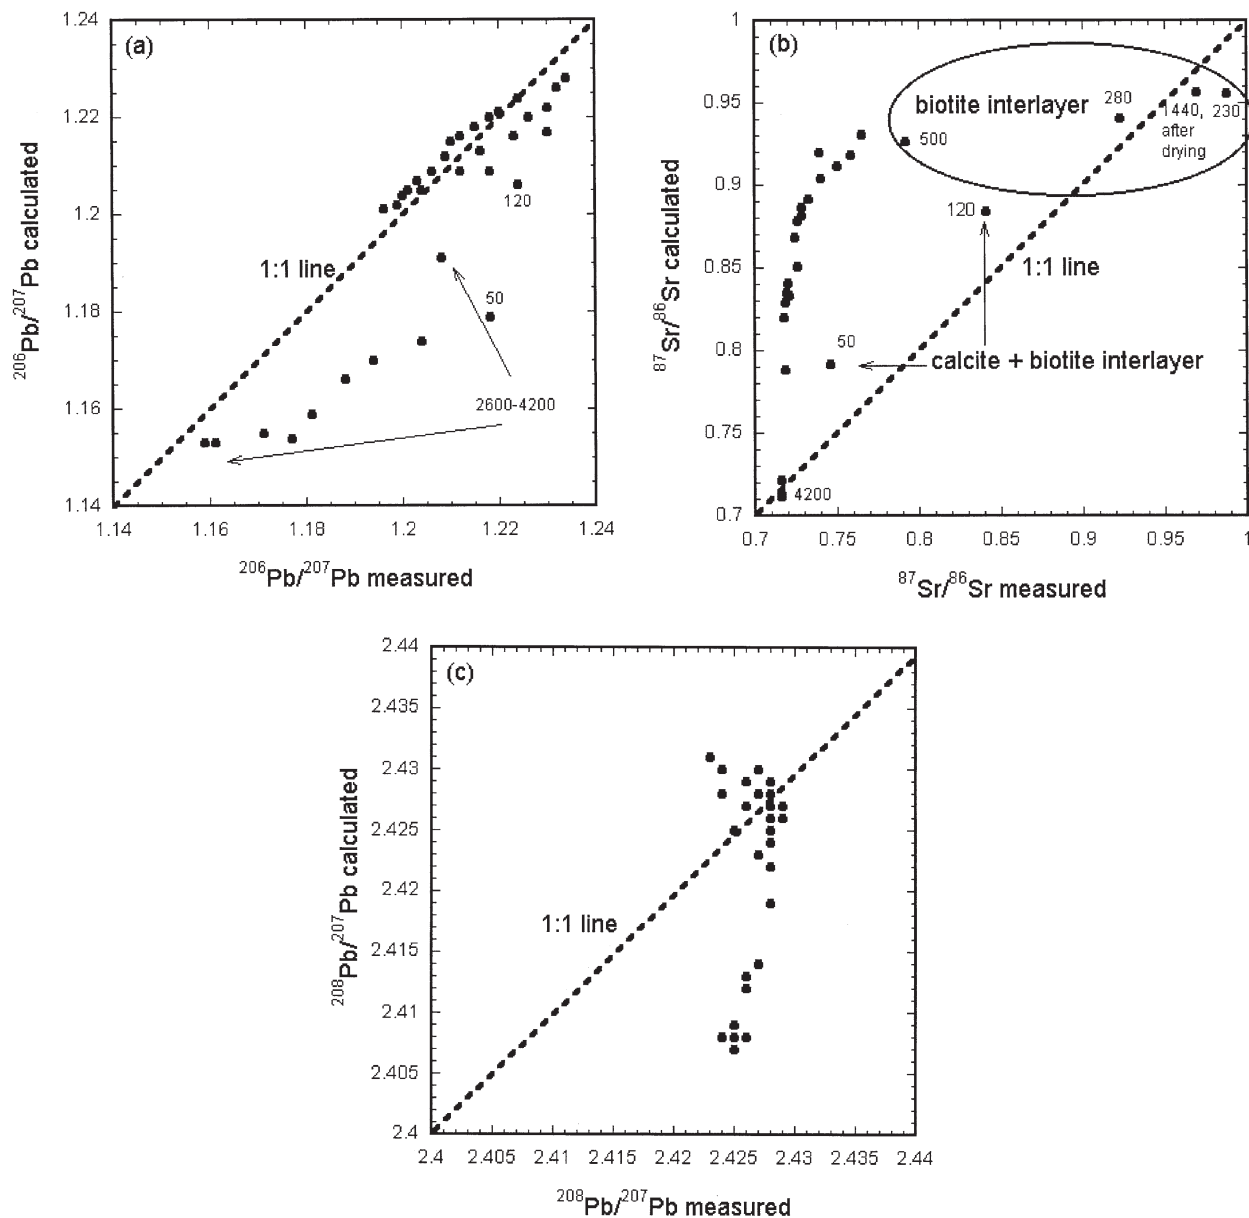 (a)
1.24
1.22
1.2
1.18
1.16
1.14
²⁰⁶Pb/²⁰⁷Pb calculated
1:1 line
120
50
2600-4200
1.14 1.16 1.18 1.2 1.22 1.24
²⁰⁶Pb/²⁰⁷Pb measured
(b)
1
0.95
0.9
0.85
0.8
0.75
0.7
⁸⁷Sr/⁸⁶Sr calculated
biotite interlayer
280
1440, 230
after
drying
500
120
1:1 line
50
calcite + biotite interlayer
4200
0.7 0.75 0.8 0.85 0.9 0.95 1
⁸⁷Sr/⁸⁶Sr measured
(c)
2.44
2.435
2.43
2.425
2.42
2.415
2.41
2.405
2.4
²⁰⁸Pb/²⁰⁷Pb calculated
1:1 line
2.4 2.405 2.41 2.415 2.42 2.425 2.43 2.435 2.44
²⁰⁸Pb/²⁰⁷Pb measured